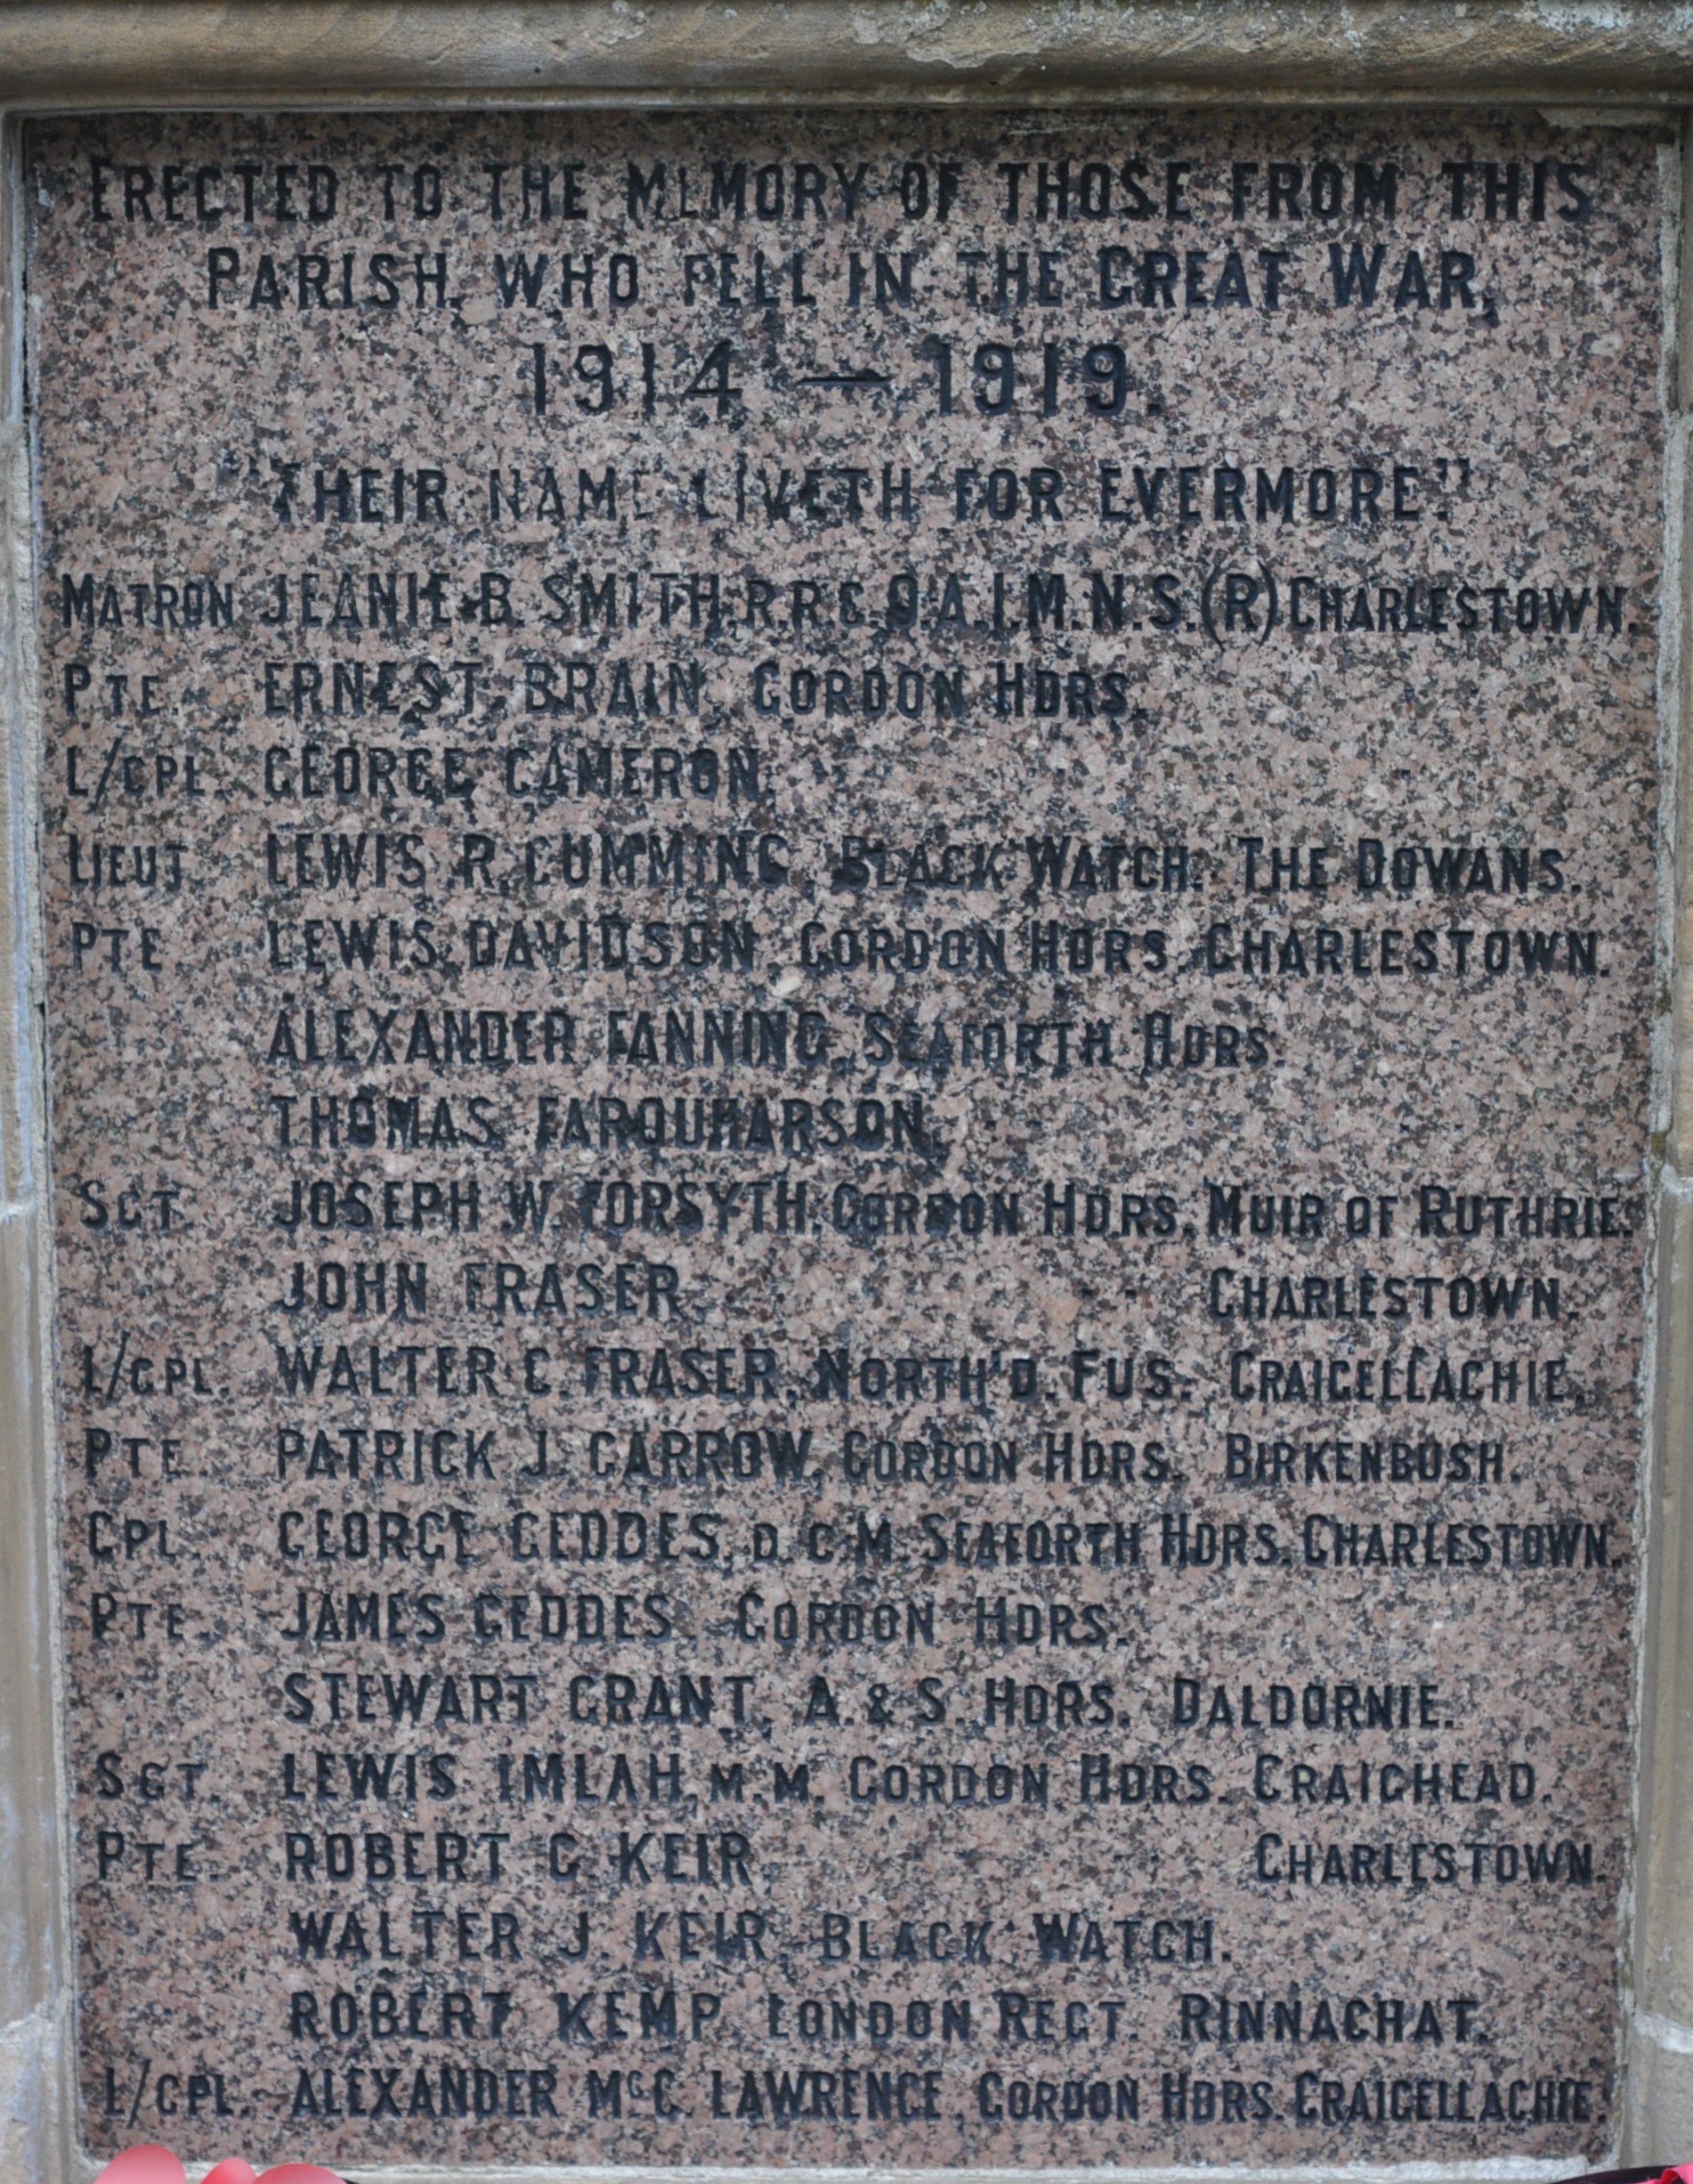 ERECTED TO THE MEMORY OF THOSE FROM THIS
PARISH, WHO FELL IN THE GREAT WAR,
1914 — 1919.
"THEIR NAME LIVETH FOR EVERMORE."
MATRON JEANIE B. SMITH. R.R.C. Q.A.I.M.N.S.(R) CHARLESTOWN.
PTE. ERNEST BRAIN, GORDON HDRS.
L/CPL. GEORGE CAMERON,
LIEUT. LEWIS R. CUMMING, BLACK WATCH. THE DOWANS.
PTE. LEWIS DAVIDSON, GORDON HDRS. CHARLESTOWN.
ALEXANDER FANNING, SEAFORTH HDRS.
THOMAS FARQUHARSON,
SGT. JOSEPH W. FORSYTH, GORDON HDRS. MUIR OF RUTHRIE.
JOHN FRASER, CHARLESTOWN.
L/CPL. WALTER G. FRASER, NORTH'D. FUS. CRAIGELLACHIE.
PTE. PATRICK J. GARROW, GORDON HDRS. BIRKENBUSH.
CPL. GEORGE GEDDES, D.C.M. SEAFORTH HDRS. CHARLESTOWN.
PTE. JAMES GEDDES, GORDON HDRS.
STEWART GRANT, A. & S. HDRS. DALDORNIE.
SGT. LEWIS IMLAH, M.M. GORDON HDRS. CRAIGHEAD.
PTE. ROBERT G. KEIR, CHARLESTOWN.
WALTER J. KEIR, BLACK WATCH.
ROBERT KEMP, LONDON REGT. RINNACHAT.
L/CPL. ALEXANDER McG. LAWRENCE, GORDON HDRS. CRAIGELLACHIE.